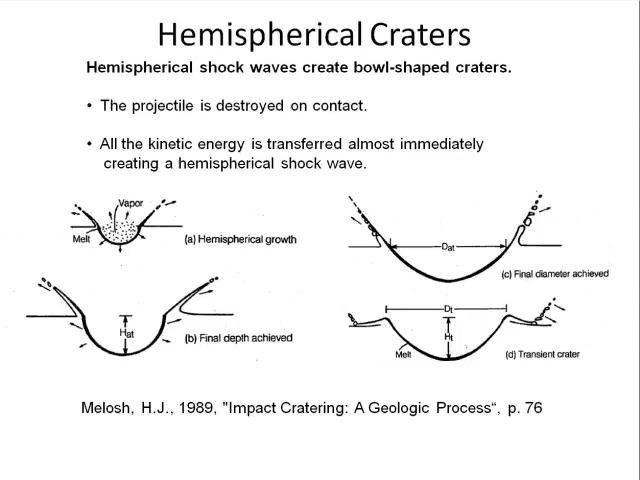 Hemispherical Craters
Hemispherical shock waves create bowl-shaped craters.
• The projectile is destroyed on contact.
• All the kinetic energy is transferred almost immediately
creating a hemispherical shock wave.
Vapor
Melt
(a) Hemispherical growth
Dat
(c) Final diameter achieved
Hat
(b) Final depth achieved
Dt
Ht
Melt
(d) Transient crater
Melosh, H.J., 1989, "Impact Cratering: A Geologic Process“, p. 76